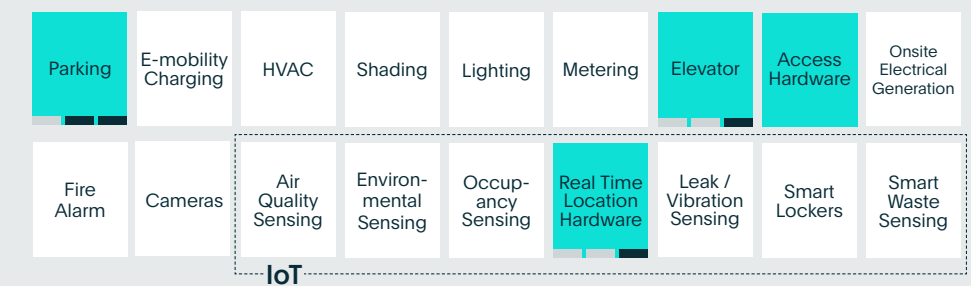 Parking
E-mobility
Charging
HVAC
Shading
Lighting
Metering
Elevator
Access
Hardware
Onsite
Electrical
Generation
Fire
Alarm
Cameras
Air
Quality
Sensing
Environ-
mental
Sensing
Occup-
ancy
Sensing
Real Time
Location
Hardware
Leak /
Vibration
Sensing
Smart
Lockers
Smart
Waste
Sensing
IoT